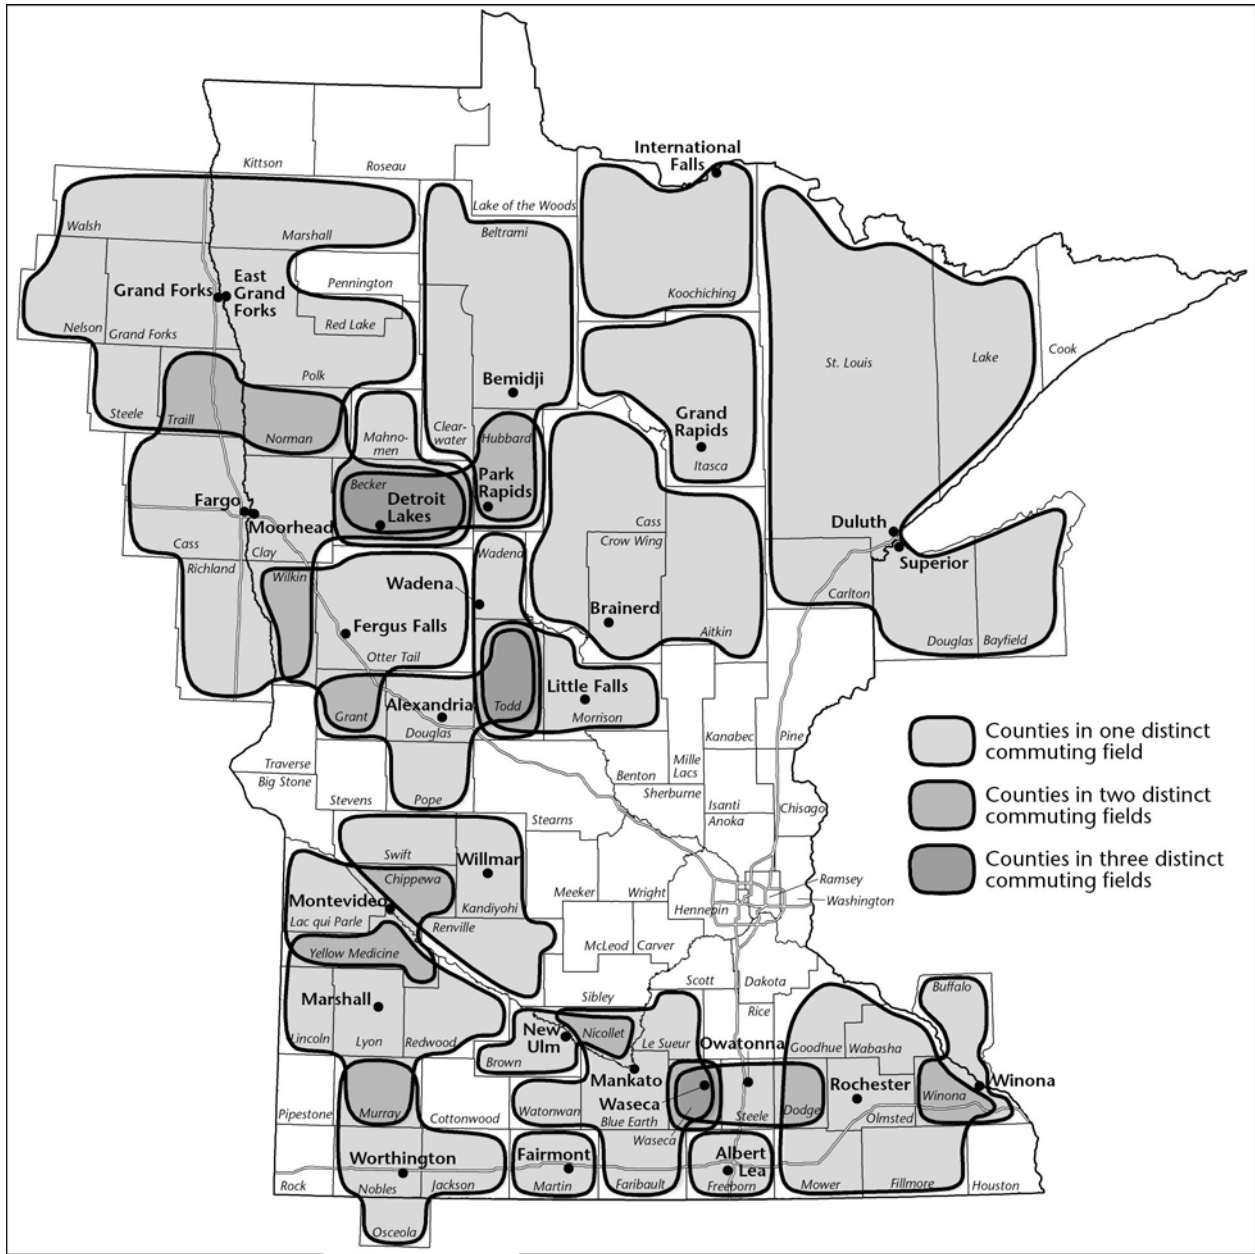 Kittson
Roseau
International
Falls
Lake of the Woods
Walsh
Marshall
Beltrami
Pennington
Koochiching
Grand Forks
East
Grand
Forks
Red Lake
Nelson
Grand Forks
St. Louis
Lake
Cook
Polk
Bemidji
Steele
Traill
Norman
Mahno-
men
Clear-
water
Hubbard
Grand
Rapids
Itasca
Becker
Detroit
Lakes
Park
Rapids
Fargo
Moorhead
Cass
Crow Wing
Duluth
Superior
Cass
Clay
Richland
Wilkin
Wadena
Wadena
Carlton
Brainerd
Aitkin
Douglas
Bayfield
Fergus Falls
Otter Tail
Little Falls
Morrison
Grant
Alexandria
Douglas
Todd
Kanabec
Pine
Counties in one distinct
commuting field
Traverse
Big Stone
Stevens
Pope
Benton
Mille
Lacs
Sherburne
Isanti
Anoka
Chisago
Counties in two distinct
commuting fields
Stearns
Swift
Willmar
Chippewa
Counties in three distinct
commuting fields
Montevideo
Lac qui Parle
Kandiyohi
Renville
Meeker
Wright
Hennepin
Ramsey
Washington
Yellow Medicine
McLeod
Carver
Scott
Dakota
Marshall
Sibley
Rice
Buffalo
Lincoln
Lyon
Redwood
New
Ulm
Brown
Nicollet
Le Sueur
Owatonna
Goodhue
Wabasha
Mankato
Waseca
Rochester
Winona
Winona
Pipestone
Murray
Cottonwood
Watonwan
Blue Earth
Waseca
Steele
Dodge
Olmsted
Worthington
Fairmont
Albert
Lea
Rock
Nobles
Jackson
Martin
Faribault
Freeborn
Mower
Fillmore
Houston
Osceola